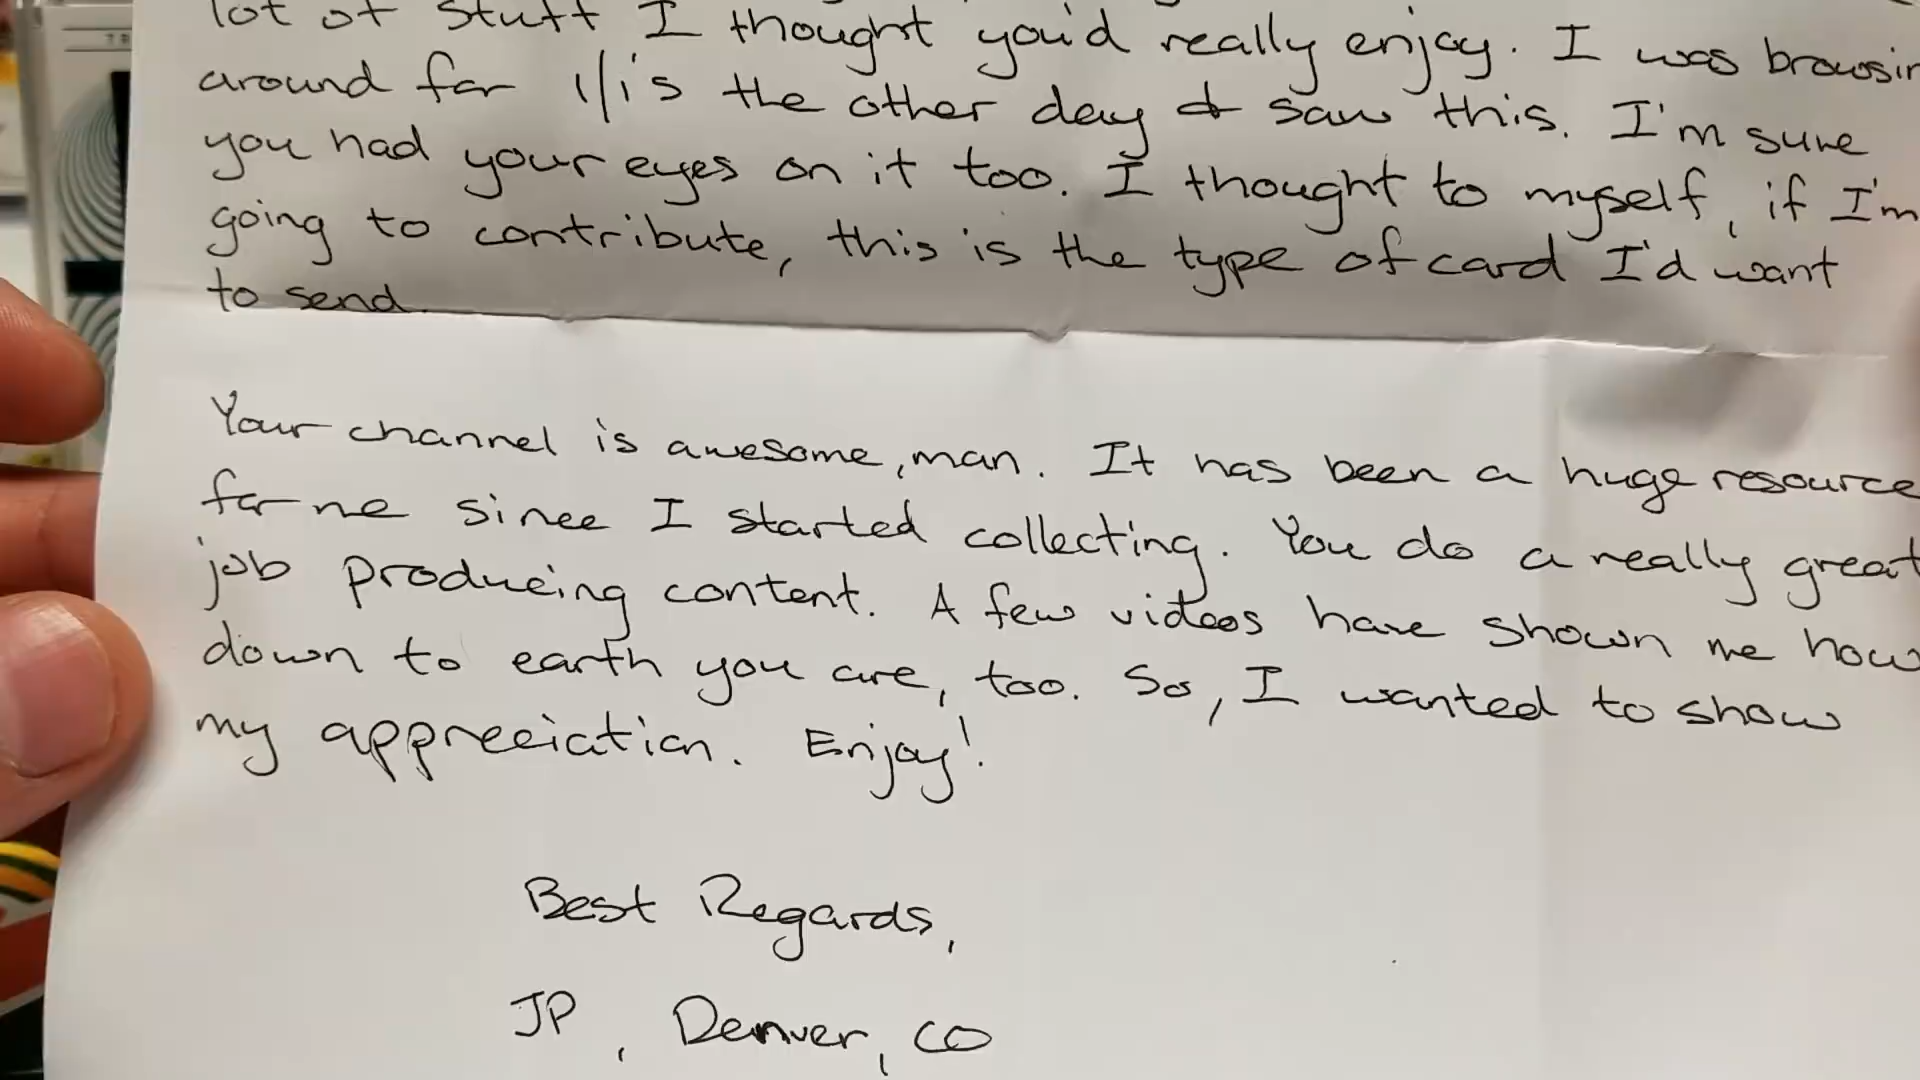 lot of stuff I thought you'd really enjoy. I was browsin
around for 1/1's the other day & saw this. I'm sure
you had your eyes on it too. I thought to myself, if I'm
going to contribute, this is the type of card I'd want
to send.
Your channel is awesome, man. It has been a huge resource
for me since I started collecting. You do a really great
job producing content. A few videos have shown me how
down to earth you are, too. So, I wanted to show
my appreciation. Enjoy!
Best Regards,
JP, Denver, CO